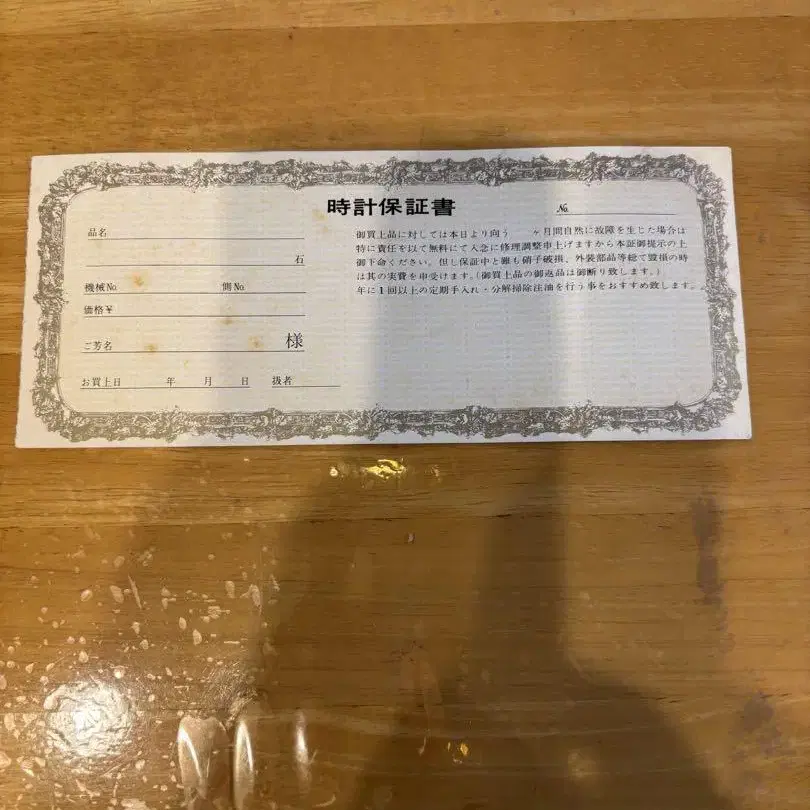 時計保証書
№
品名
石
機械№ 側№
価格¥
ご芳名 様
お買上日 年 月 日 扱者
御買上品に対しては本日より向う ヶ月間自然に故障を生じた場合は
特に責任を以て無料にて入念に修理調整申上げますから本証御提示の上
御下命ください。但し保証中と雖も硝子破損、外装部品等総て毀損の時
は其の実費を申受けます。(御買上品の御返品は御断り致します。)
年に1回以上の定期手入れ・分解掃除注油を行う事をおすすめ致します。